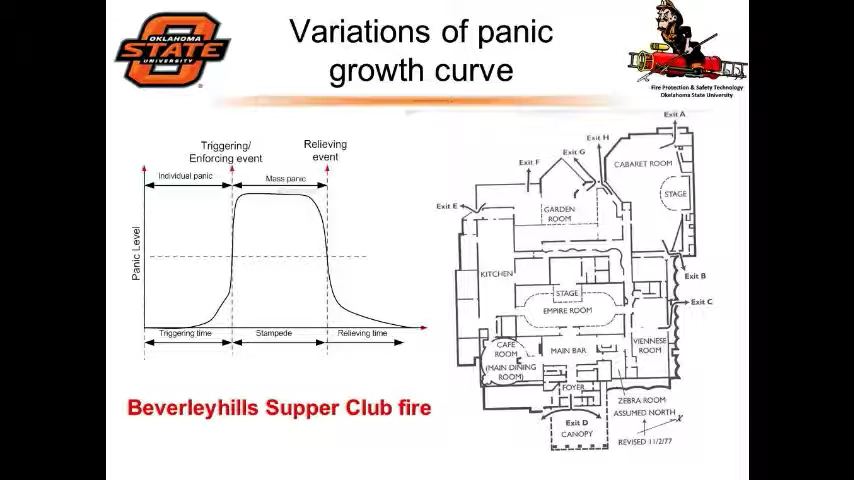 OKLAHOMA
STATE
UNIVERSITY
Variations of panic
growth curve
Fire Protection & Safety Technology
Okelahoma State University
Triggering/
Enforcing event
Relieving
event
Individual panic
Mass panic
Panic Level
Triggering time
Stampede
Relieving time
Beverleyhills Supper Club fire
Exit A
Exit H
Exit G
Exit F
CABARET ROOM
STAGE
Exit E
GARDEN
ROOM
KITCHEN
Exit B
STAGE
Exit C
EMPIRE ROOM
CAFE
ROOM
(MAIN DINING
ROOM)
MAIN BAR
VIENNESE
ROOM
FOYER
ZEBRA ROOM
ASSUMED NORTH
Exit D
CANOPY
REVISED 11/2/77